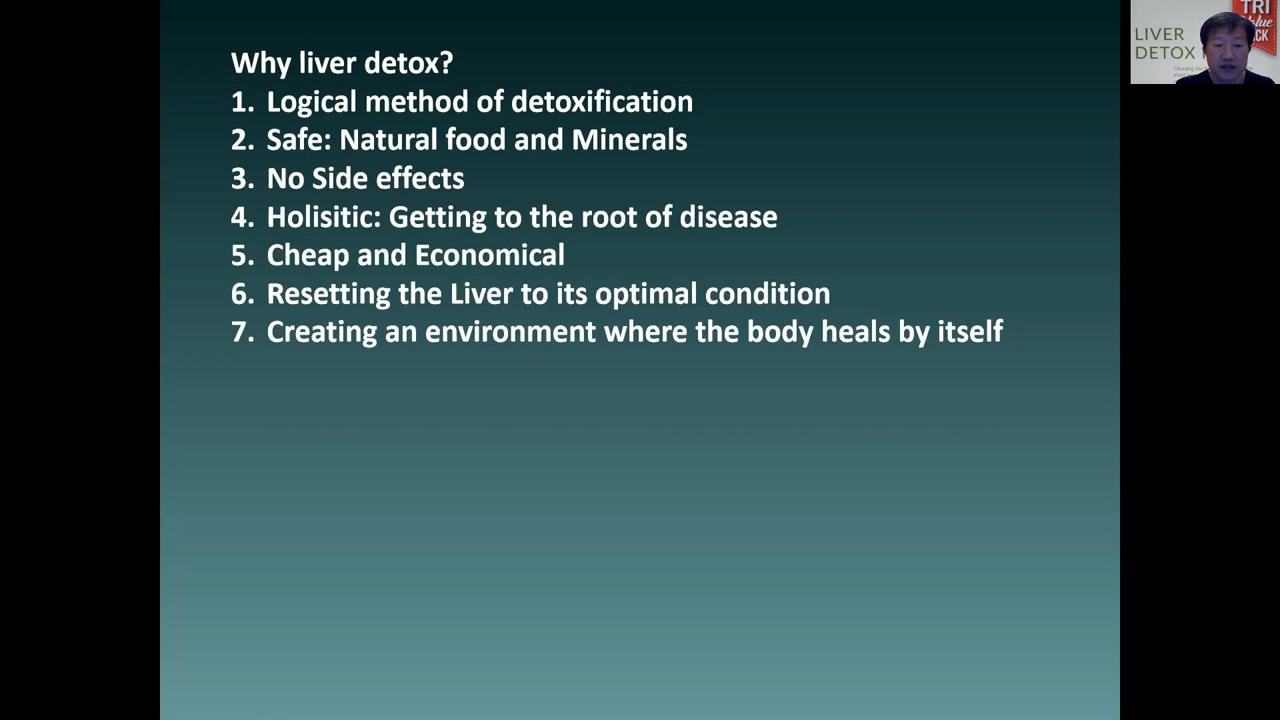 Why liver detox?
1. Logical method of detoxification
2. Safe: Natural food and Minerals
3. No Side effects
4. Holisitic: Getting to the root of disease
5. Cheap and Economical
6. Resetting the Liver to its optimal condition
7. Creating an environment where the body heals by itself
LIVER
DETOX
TRI